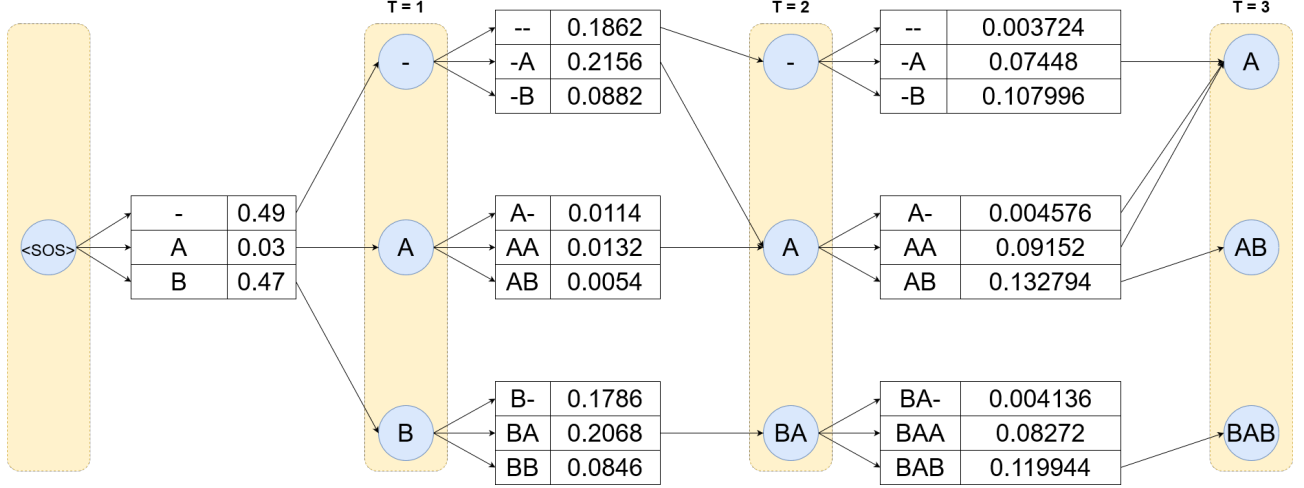 T = 1
T = 2
T = 3
-- 0.1862
- -A 0.2156 -
-B 0.0882
-- 0.003724
-A 0.07448 A
-B 0.107996
- 0.49
<SOS> A 0.03
B 0.47
A- 0.0114
A AA 0.0132 A
AB 0.0054
A- 0.004576
AA 0.09152 AB
AB 0.132794
B- 0.1786
B BA 0.2068 BA
BB 0.0846
BA- 0.004136
BAA 0.08272 BAB
BAB 0.119944